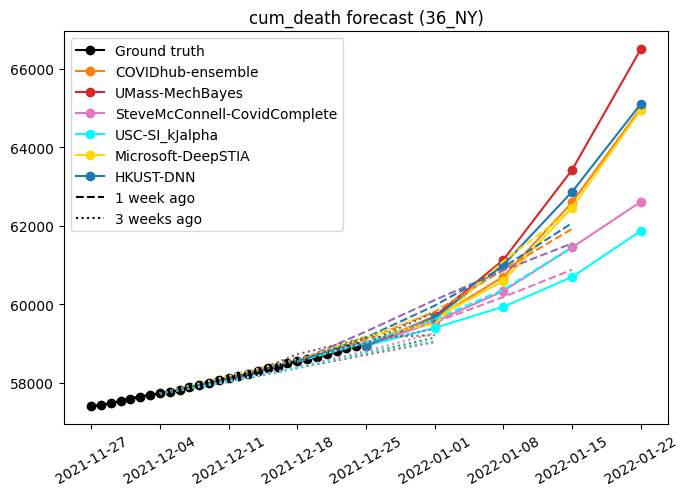 cum_death forecast (36_NY)
Ground truth
COVIDhub-ensemble
UMass-MechBayes
SteveMcConnell-CovidComplete
USC-SI_kJalpha
Microsoft-DeepSTIA
HKUST-DNN
1 week ago
3 weeks ago
66000
64000
62000
60000
58000
2021-11-27
2021-12-04
2021-12-11
2021-12-18
2021-12-25
2022-01-01
2022-01-08
2022-01-15
2022-01-22